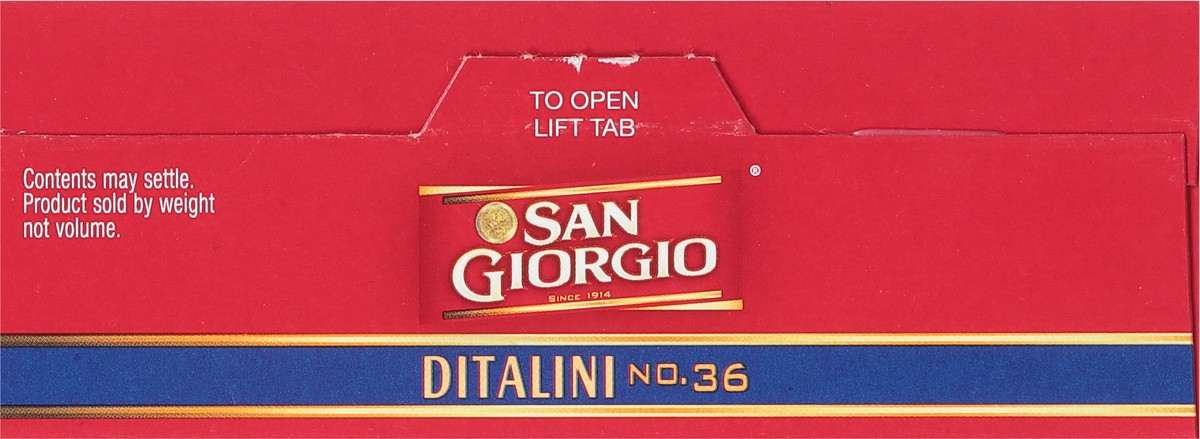 TO OPEN
LIFT TAB
Contents may settle.
Product sold by weight
not volume.
®
SAN
GIORGIO
SINCE 1914
DITALINI NO. 36